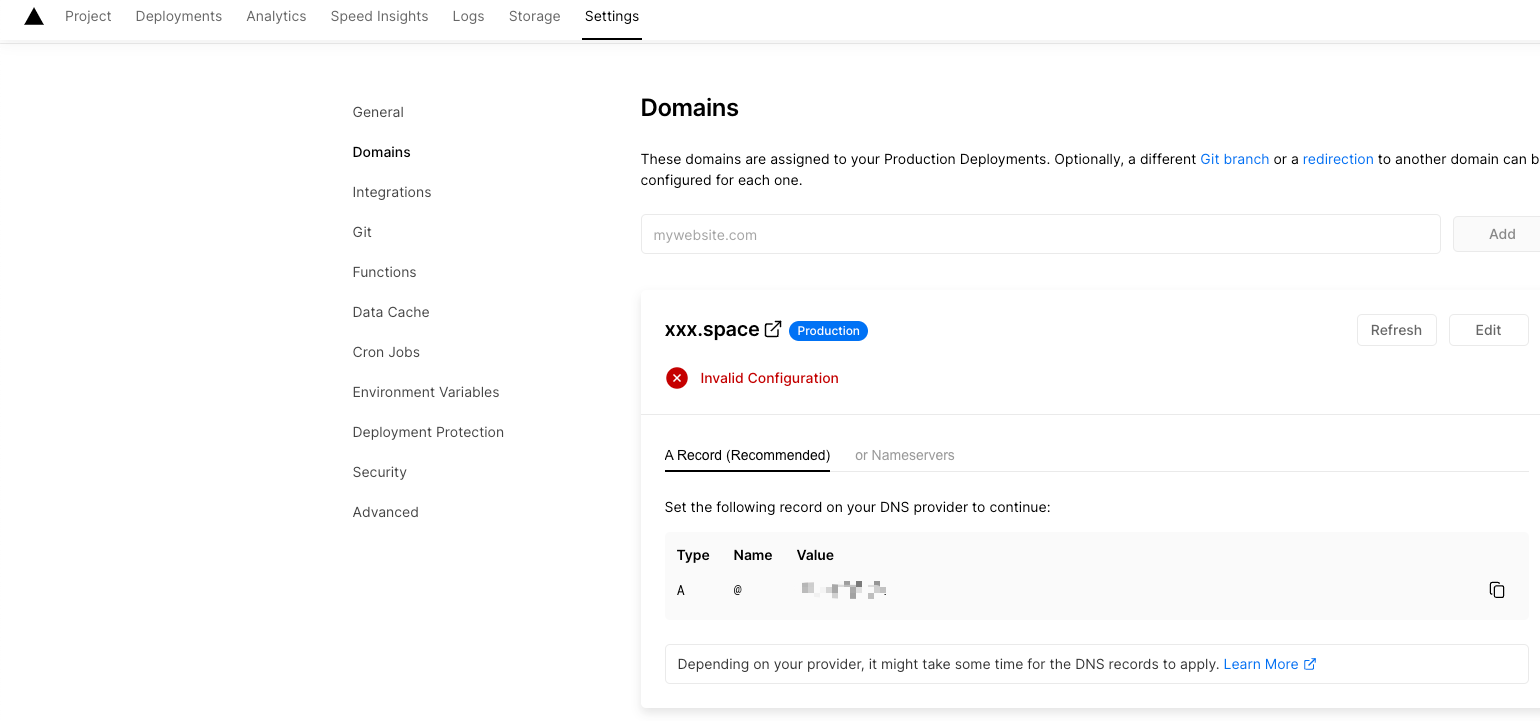 Project Deployments Analytics Speed Insights Logs Storage Settings
General
Domains
Integrations
Git
Functions
Data Cache
Cron Jobs
Environment Variables
Deployment Protection
Security
Advanced
Domains
These domains are assigned to your Production Deployments. Optionally, a different Git branch or a redirection to another domain can
configured for each one.
mywebsite.com Add
xxx.space Production Refresh Edit
Invalid Configuration
A Record (Recommended) or Nameservers
Set the following record on your DNS provider to continue:
Type Name Value
A @
Depending on your provider, it might take some time for the DNS records to apply. Learn More